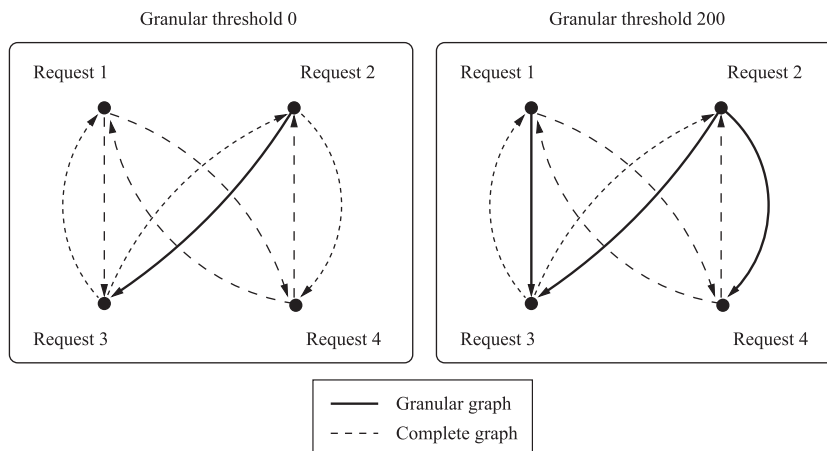 Granular threshold 0
Granular threshold 200
Request 1
Request 2
Request 1
Request 2
Request 3
Request 4
Request 3
Request 4
Granular graph
Complete graph